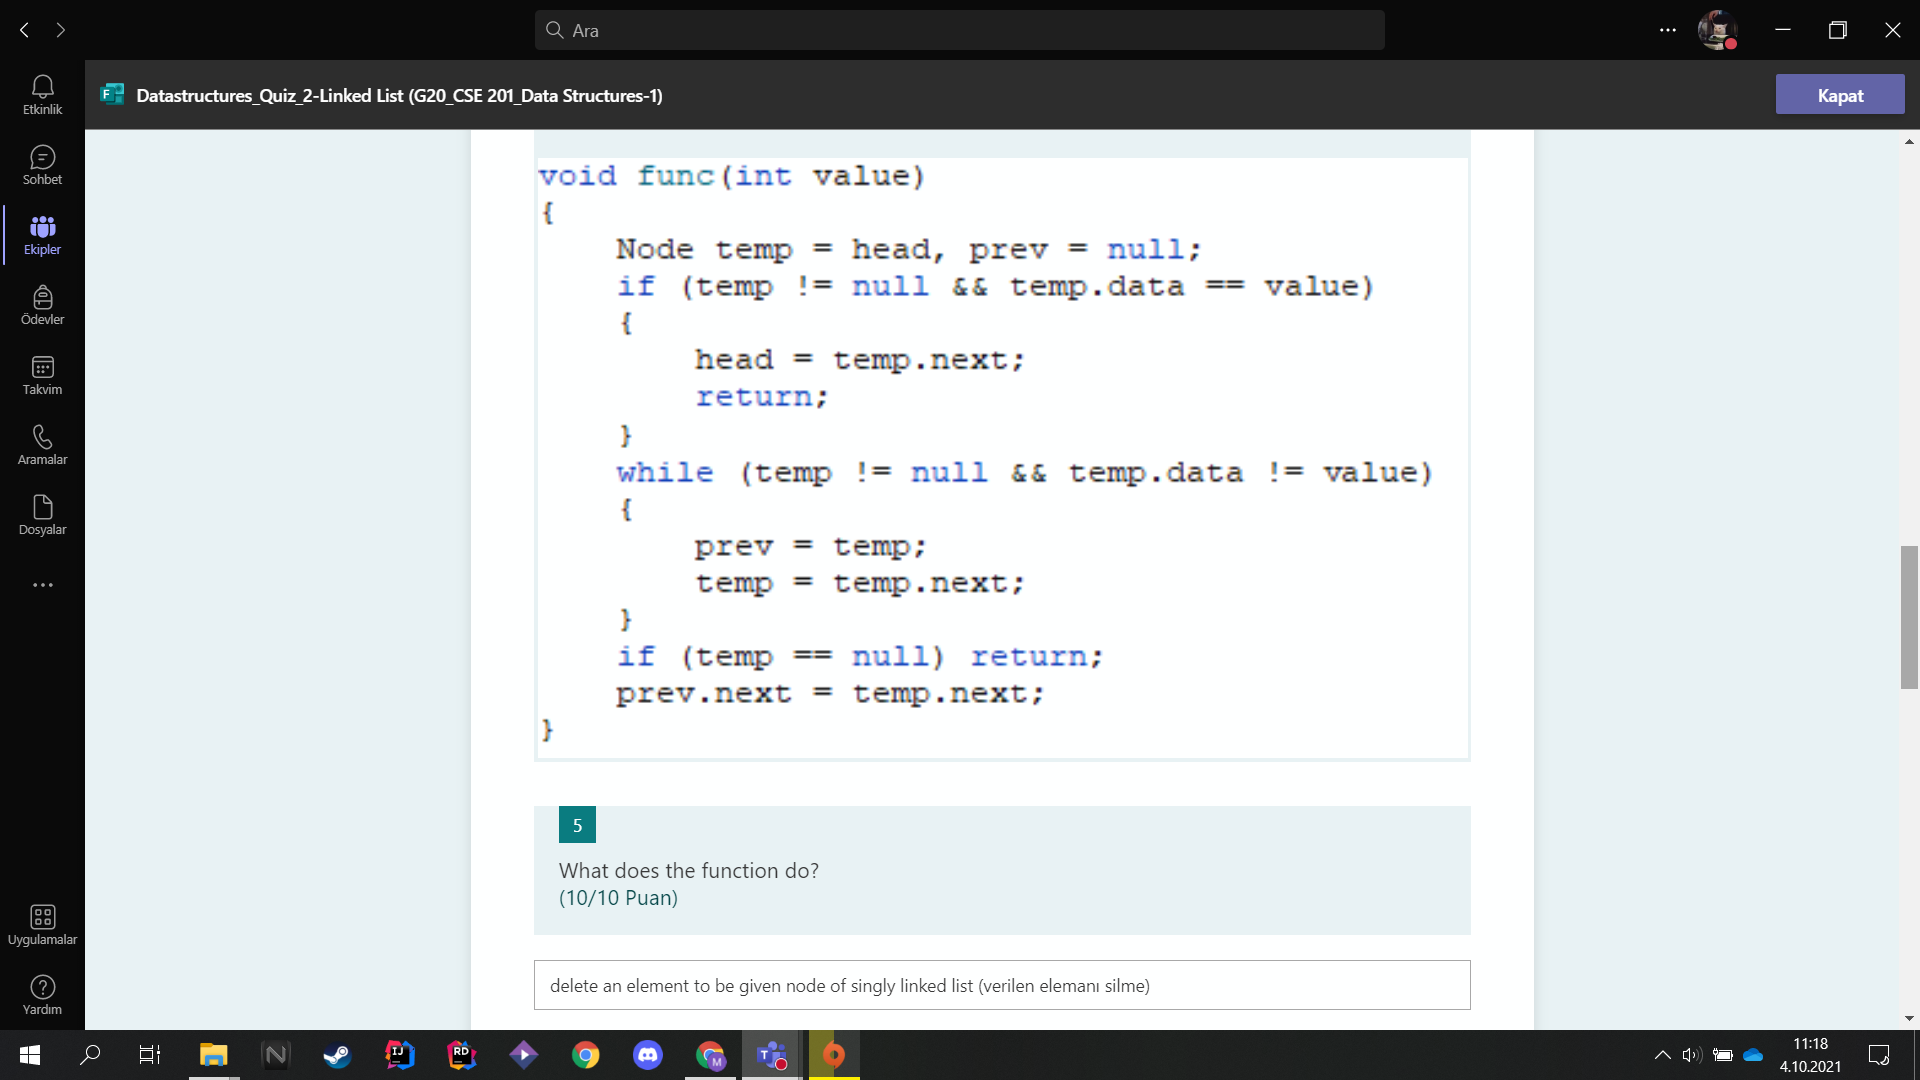 Ara
Etkinlik
Sohbet
Ekipler
Ödevler
Takvim
Aramalar
Dosyalar
Uygulamalar
Yardım
Datastructures_Quiz_2-Linked List (G20_CSE 201_Data Structures-1)
Kapat
void func(int value)
{
Node temp = head, prev = null;
if (temp != null && temp.data == value)
{
head = temp.next;
return;
}
while (temp != null && temp.data != value)
{
prev = temp;
temp = temp.next;
}
if (temp == null) return;
prev.next = temp.next;
}
5
What does the function do?
(10/10 Puan)
delete an element to be given node of singly linked list (verilen elemanı silme)
11:18
4.10.2021